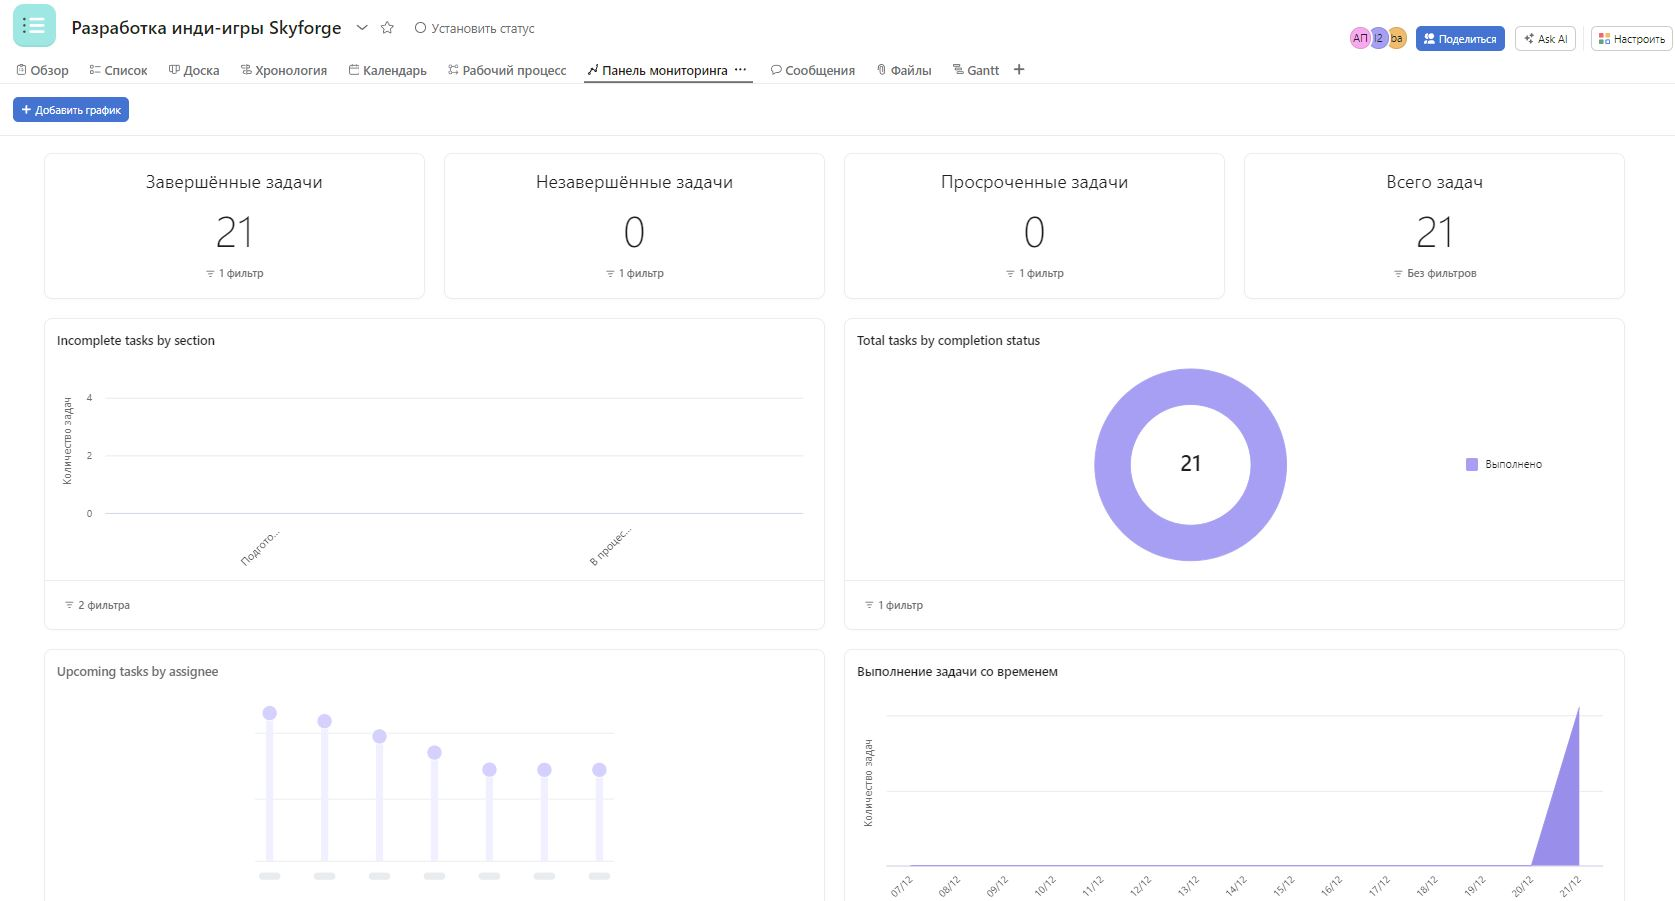 Разработка инди-игры Skyforge
Установить статус
АП
i2
ba
Поделиться
Ask AI
Настроить
Обзор
Список
Доска
Хронология
Календарь
Рабочий процесс
Панель мониторинга
Сообщения
Файлы
Gantt
Добавить график
Завершённые задачи
21
1 фильтр
Незавершённые задачи
0
1 фильтр
Просроченные задачи
0
1 фильтр
Всего задач
21
Без фильтров
Incomplete tasks by section
Количество задач
4
2
0
Подгото...
В процес...
2 фильтра
Total tasks by completion status
21
Выполнено
1 фильтр
Upcoming tasks by assignee
Выполнение задачи со временем
Количество задач
07/12
08/12
09/12
10/12
11/12
12/12
13/12
14/12
15/12
16/12
17/12
18/12
19/12
20/12
21/12